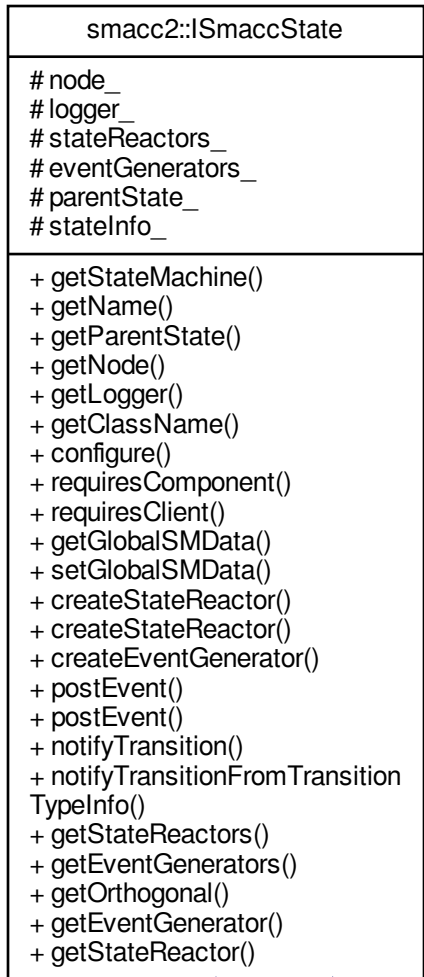 smacc2::ISmaccState
# node_
# logger_
# stateReactors_
# eventGenerators_
# parentState_
# stateInfo_
+ getStateMachine()
+ getName()
+ getParentState()
+ getNode()
+ getLogger()
+ getClassName()
+ configure()
+ requiresComponent()
+ requiresClient()
+ getGlobalSMData()
+ setGlobalSMData()
+ createStateReactor()
+ createStateReactor()
+ createEventGenerator()
+ postEvent()
+ postEvent()
+ notifyTransition()
+ notifyTransitionFromTransition
TypeInfo()
+ getStateReactors()
+ getEventGenerators()
+ getOrthogonal()
+ getEventGenerator()
+ getStateReactor()